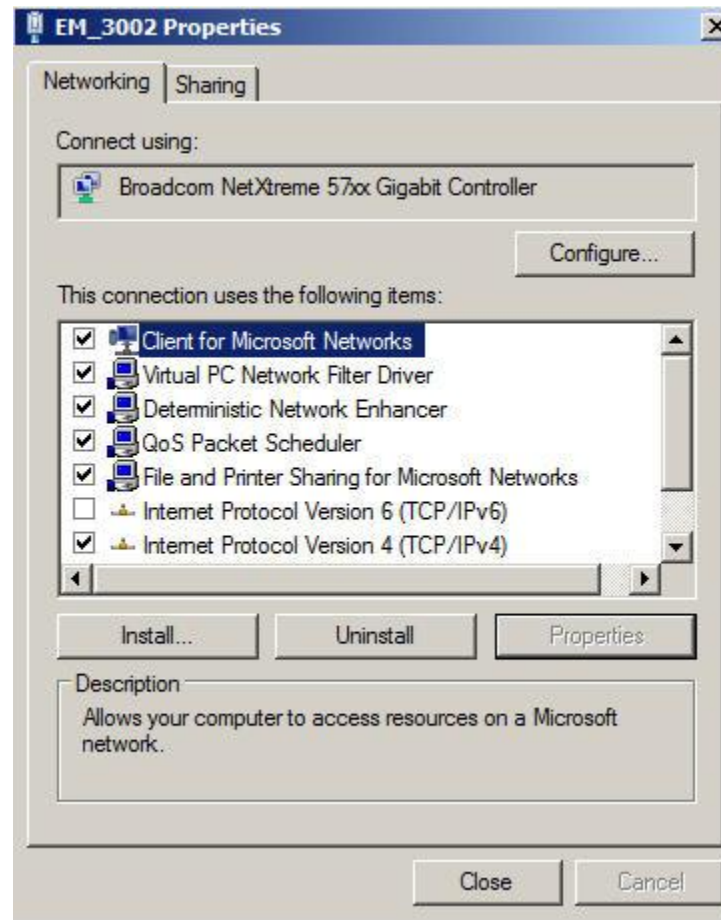 EM_3002 Properties
Networking
Sharing
Connect using:
Broadcom NetXtreme 57xx Gigabit Controller
Configure...
This connection uses the following items:
Client for Microsoft Networks
Virtual PC Network Filter Driver
Deterministic Network Enhancer
QoS Packet Scheduler
File and Printer Sharing for Microsoft Networks
Internet Protocol Version 6 (TCP/IPv6)
Internet Protocol Version 4 (TCP/IPv4)
Install...
Uninstall
Properties
Description
Allows your computer to access resources on a Microsoft
network.
Close
Cancel